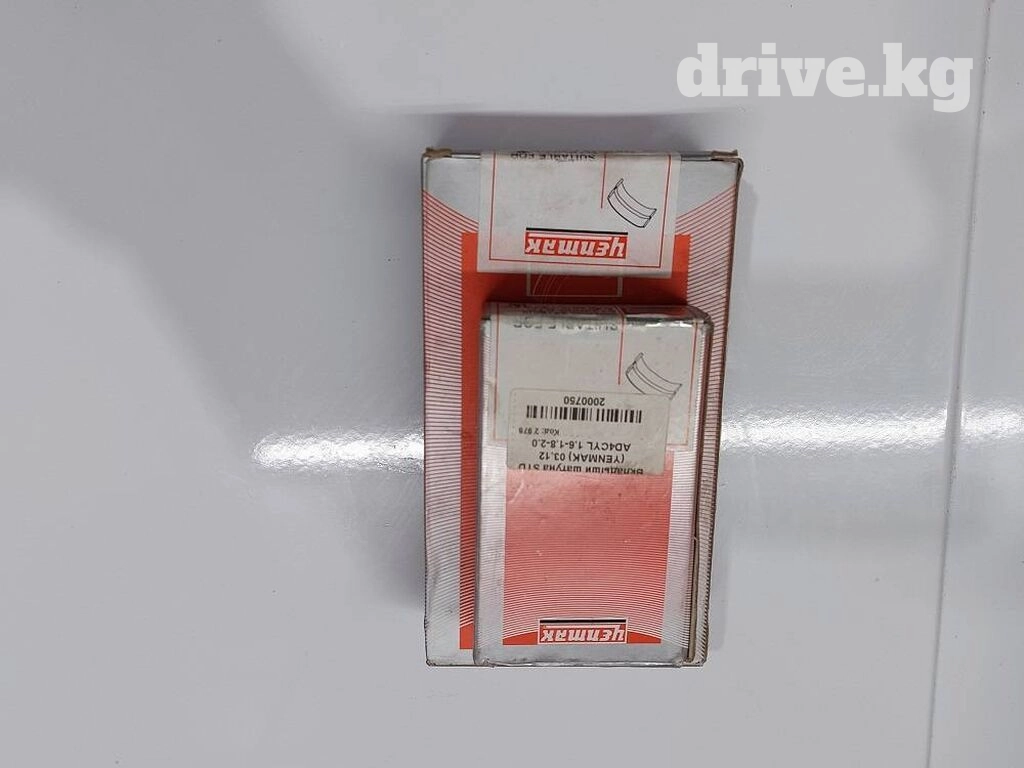 drive.kg
SUITABLE FOR
Yenmak
SUITABLE FOR
Вкладыши шатуна STD
(YENMAK) 03.12
AD4CYL 1.6-1.8-2.0
Код: 2 978
2000750
Yenmak